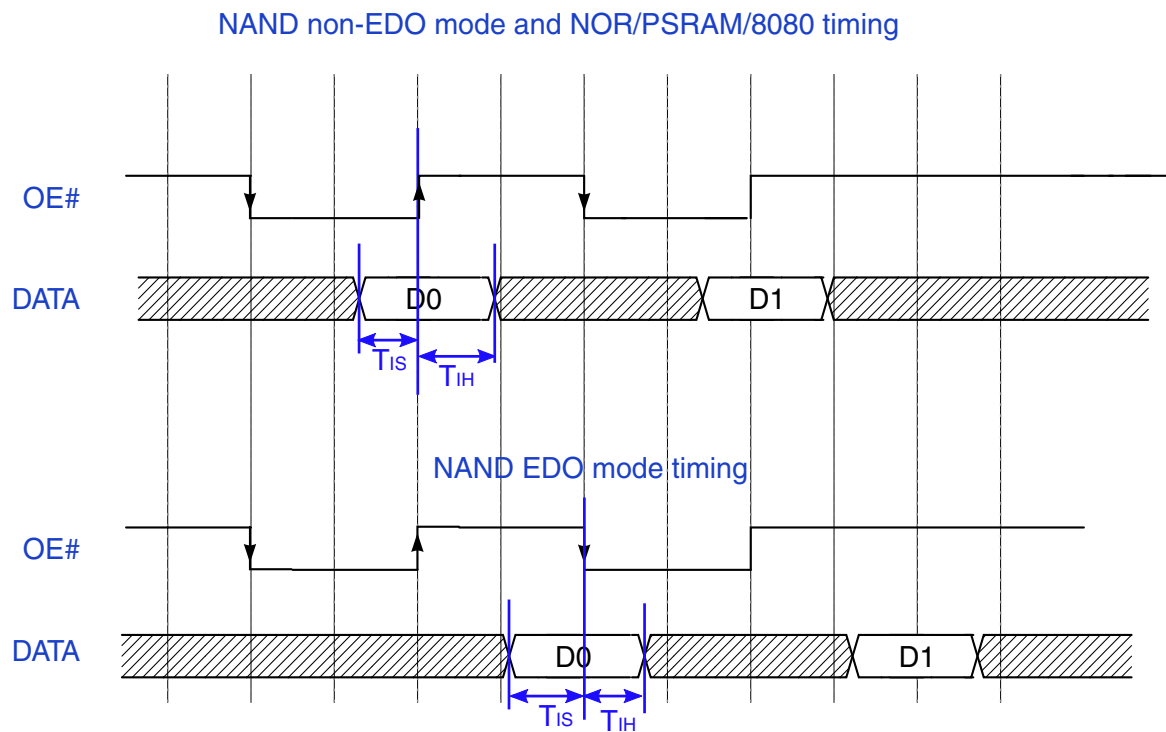 NAND non-EDO mode and NOR/PSRAM/8080 timing
OE#
DATA
D0
D1
TIS
TIH
NAND EDO mode timing
OE#
DATA
D0
D1
TIS
TIH